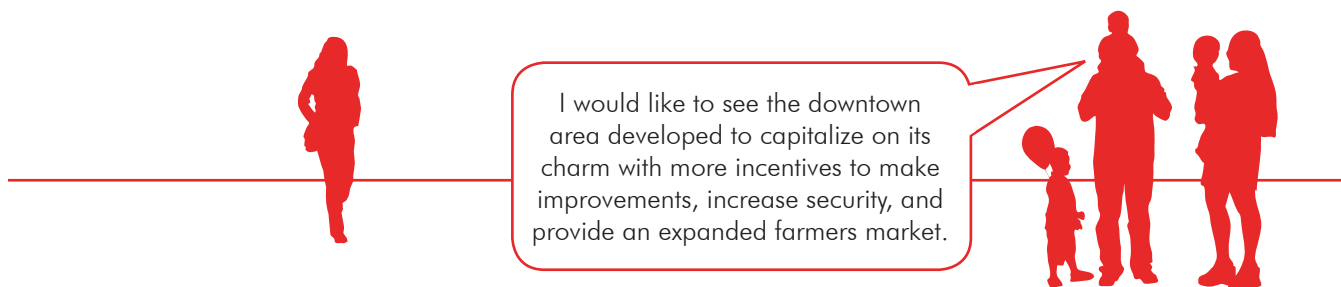 I would like to see the downtown
area developed to capitalize on its
charm with more incentives to make
improvements, increase security, and
provide an expanded farmers market.